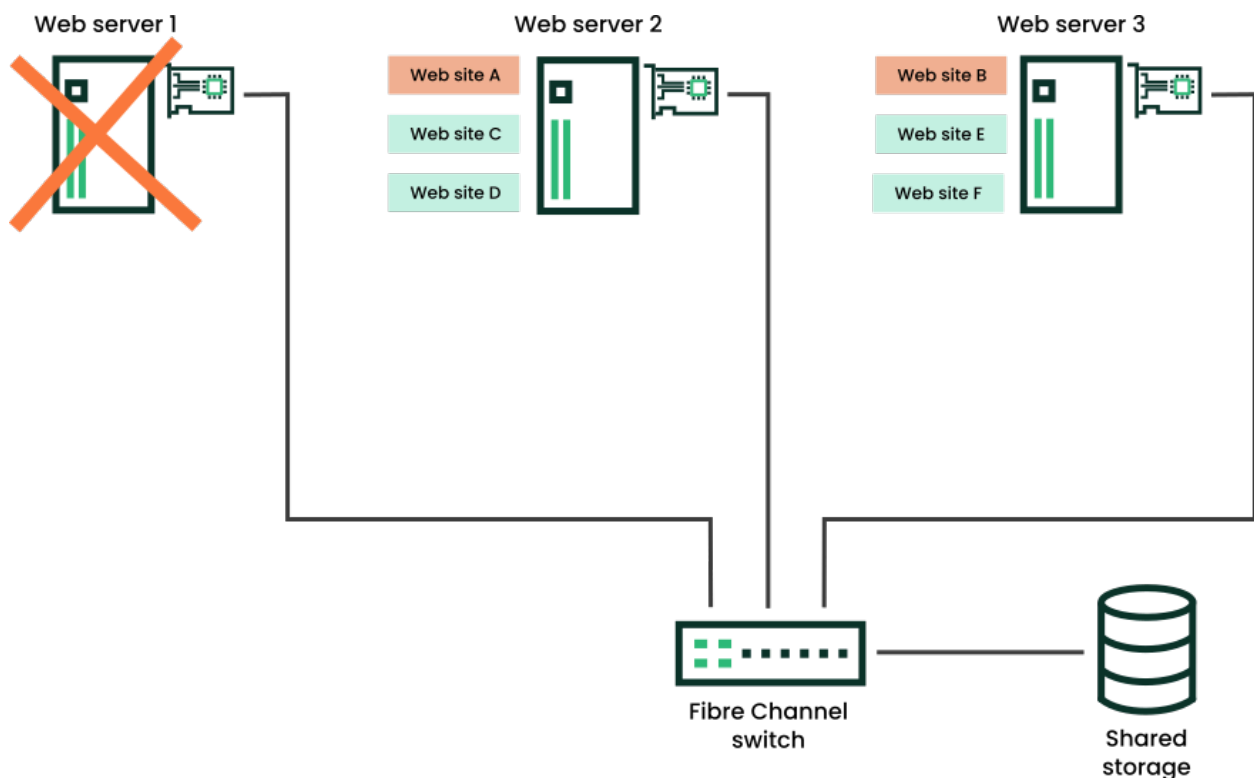 Web server 1
Web server 2
Web server 3
Web site A
Web site B
Web site C
Web site E
Web site D
Web site F
Fibre Channel
switch
Shared
storage